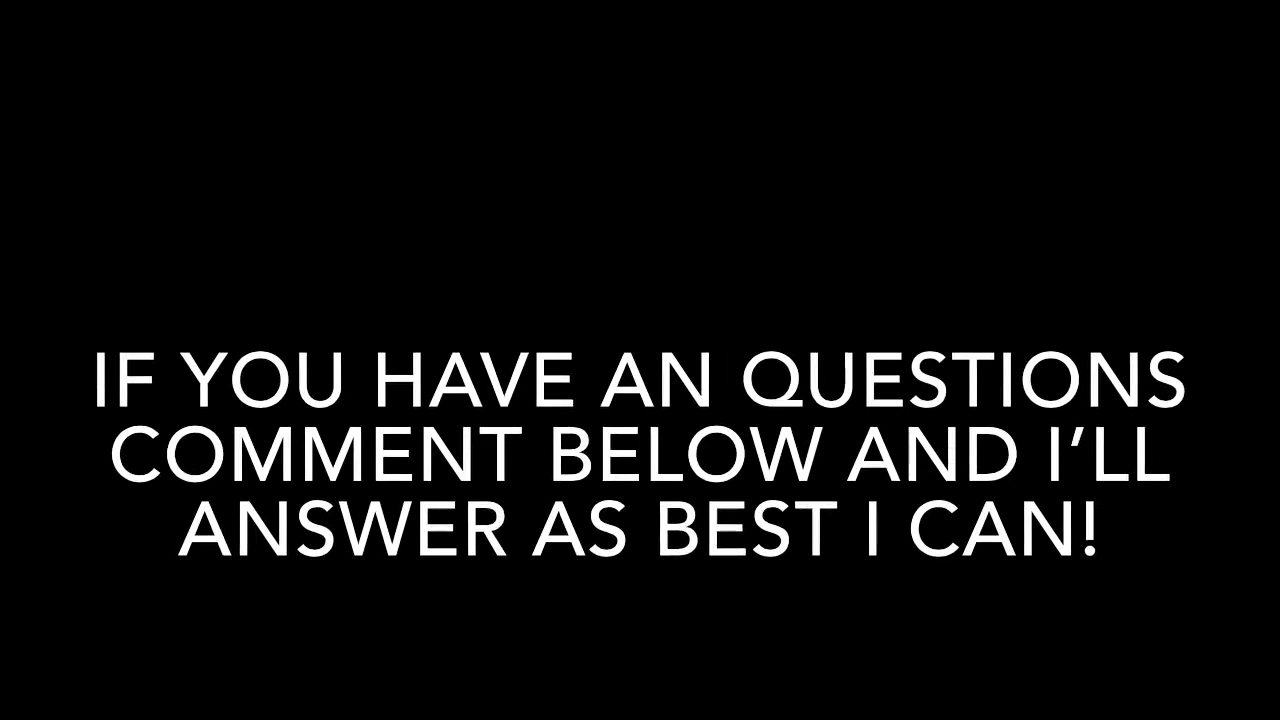 IF YOU HAVE AN QUESTIONS
COMMENT BELOW AND I’LL
ANSWER AS BEST I CAN!